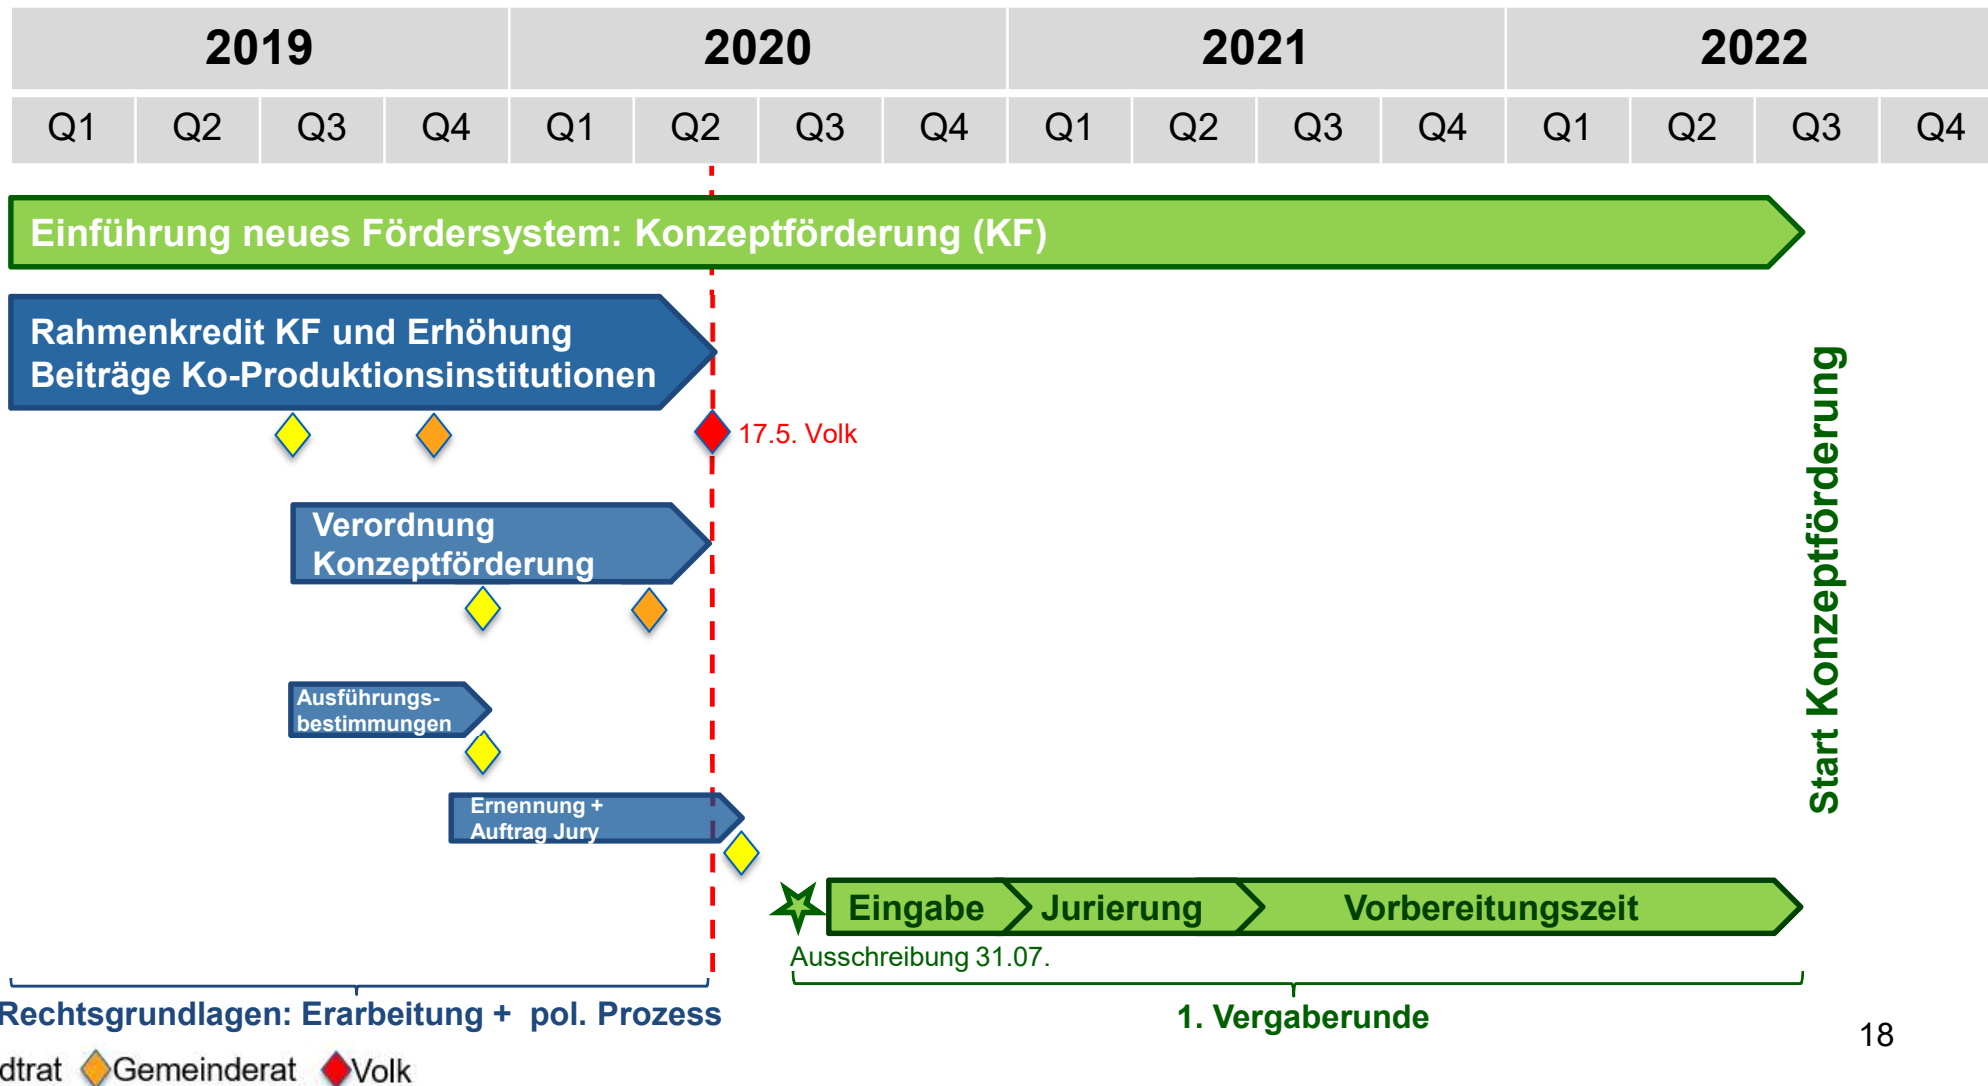 2019 2020 2021 2022
Q1 Q2 Q3 Q4 Q1 Q2 Q3 Q4 Q1 Q2 Q3 Q4 Q1 Q2 Q3 Q4
Einführung neues Fördersystem: Konzeptförderung (KF)
Rahmenkredit KF und Erhöhung
Beiträge Ko-Produktionsinstitutionen
17.5. Volk
Verordnung
Konzeptförderung
Ausführungs-
bestimmungen
Ernennung +
Auftrag Jury
Start Konzeptförderung
Eingabe Jurierung Vorbereitungszeit
Ausschreibung 31.07.
Rechtsgrundlagen: Erarbeitung + pol. Prozess
1. Vergaberunde
18
dtrat Gemeinderat Volk